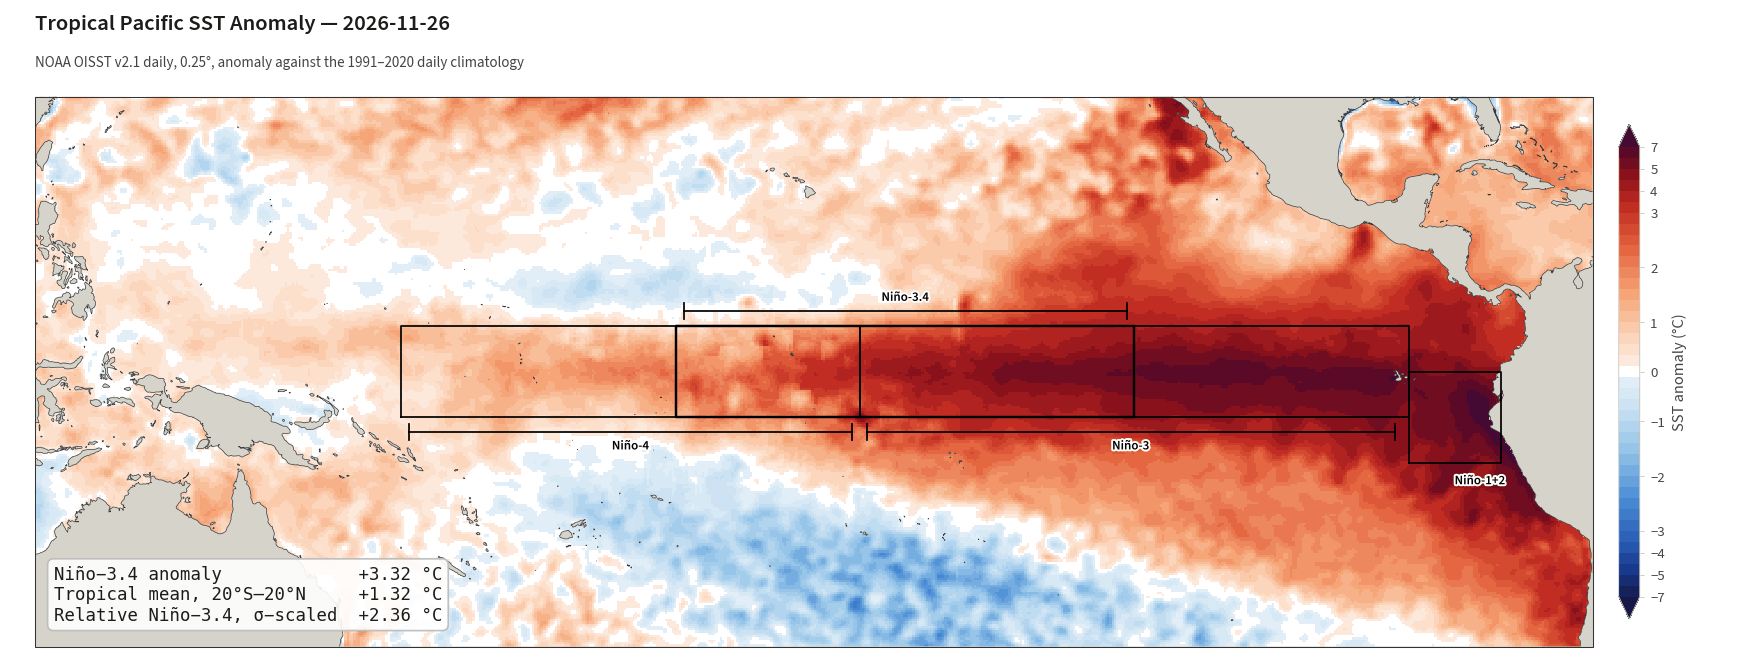 Tropical Pacific SST Anomaly — 2026-11-26
NOAA OISST v2.1 daily, 0.25°, anomaly against the 1991–2020 daily climatology
Niño-3.4
Niño-4
Niño-3
Niño-1+2
Niño−3.4 anomaly +3.32 °C
Tropical mean, 20°S–20°N +1.32 °C
Relative Niño−3.4, σ−scaled +2.36 °C
7
5
4
3
2
1
0
−1
−2
−3
−4
−5
−7
SST anomaly (°C)